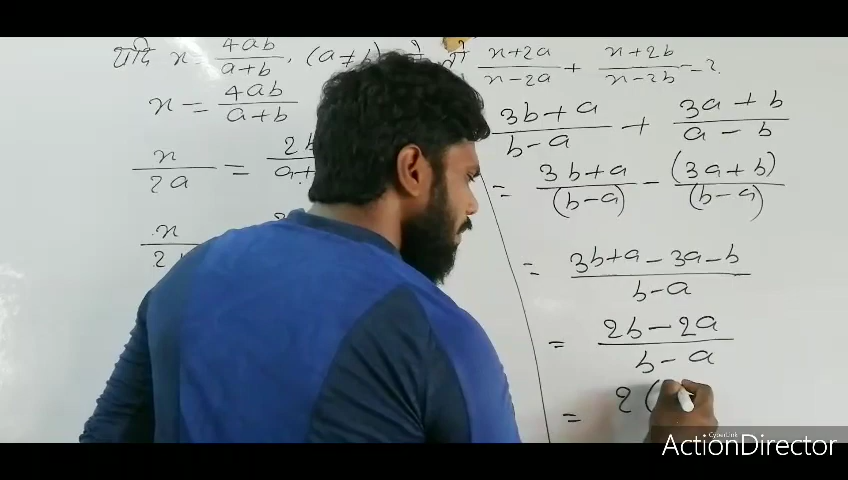 यदि x = 4ab/a+b, (a≠b) x+2a/x-2a + x+2b/x-2b = ?
x = 4ab/a+b
x/2a =
x
2
3b+a/b-a + 3a+b/a-b
= 3b+a/(b-a) - (3a+b)/(b-a)
= 3b+a-3a-b/b-a
= 2b-2a/b-a
= 2(
CyberLink
ActionDirector